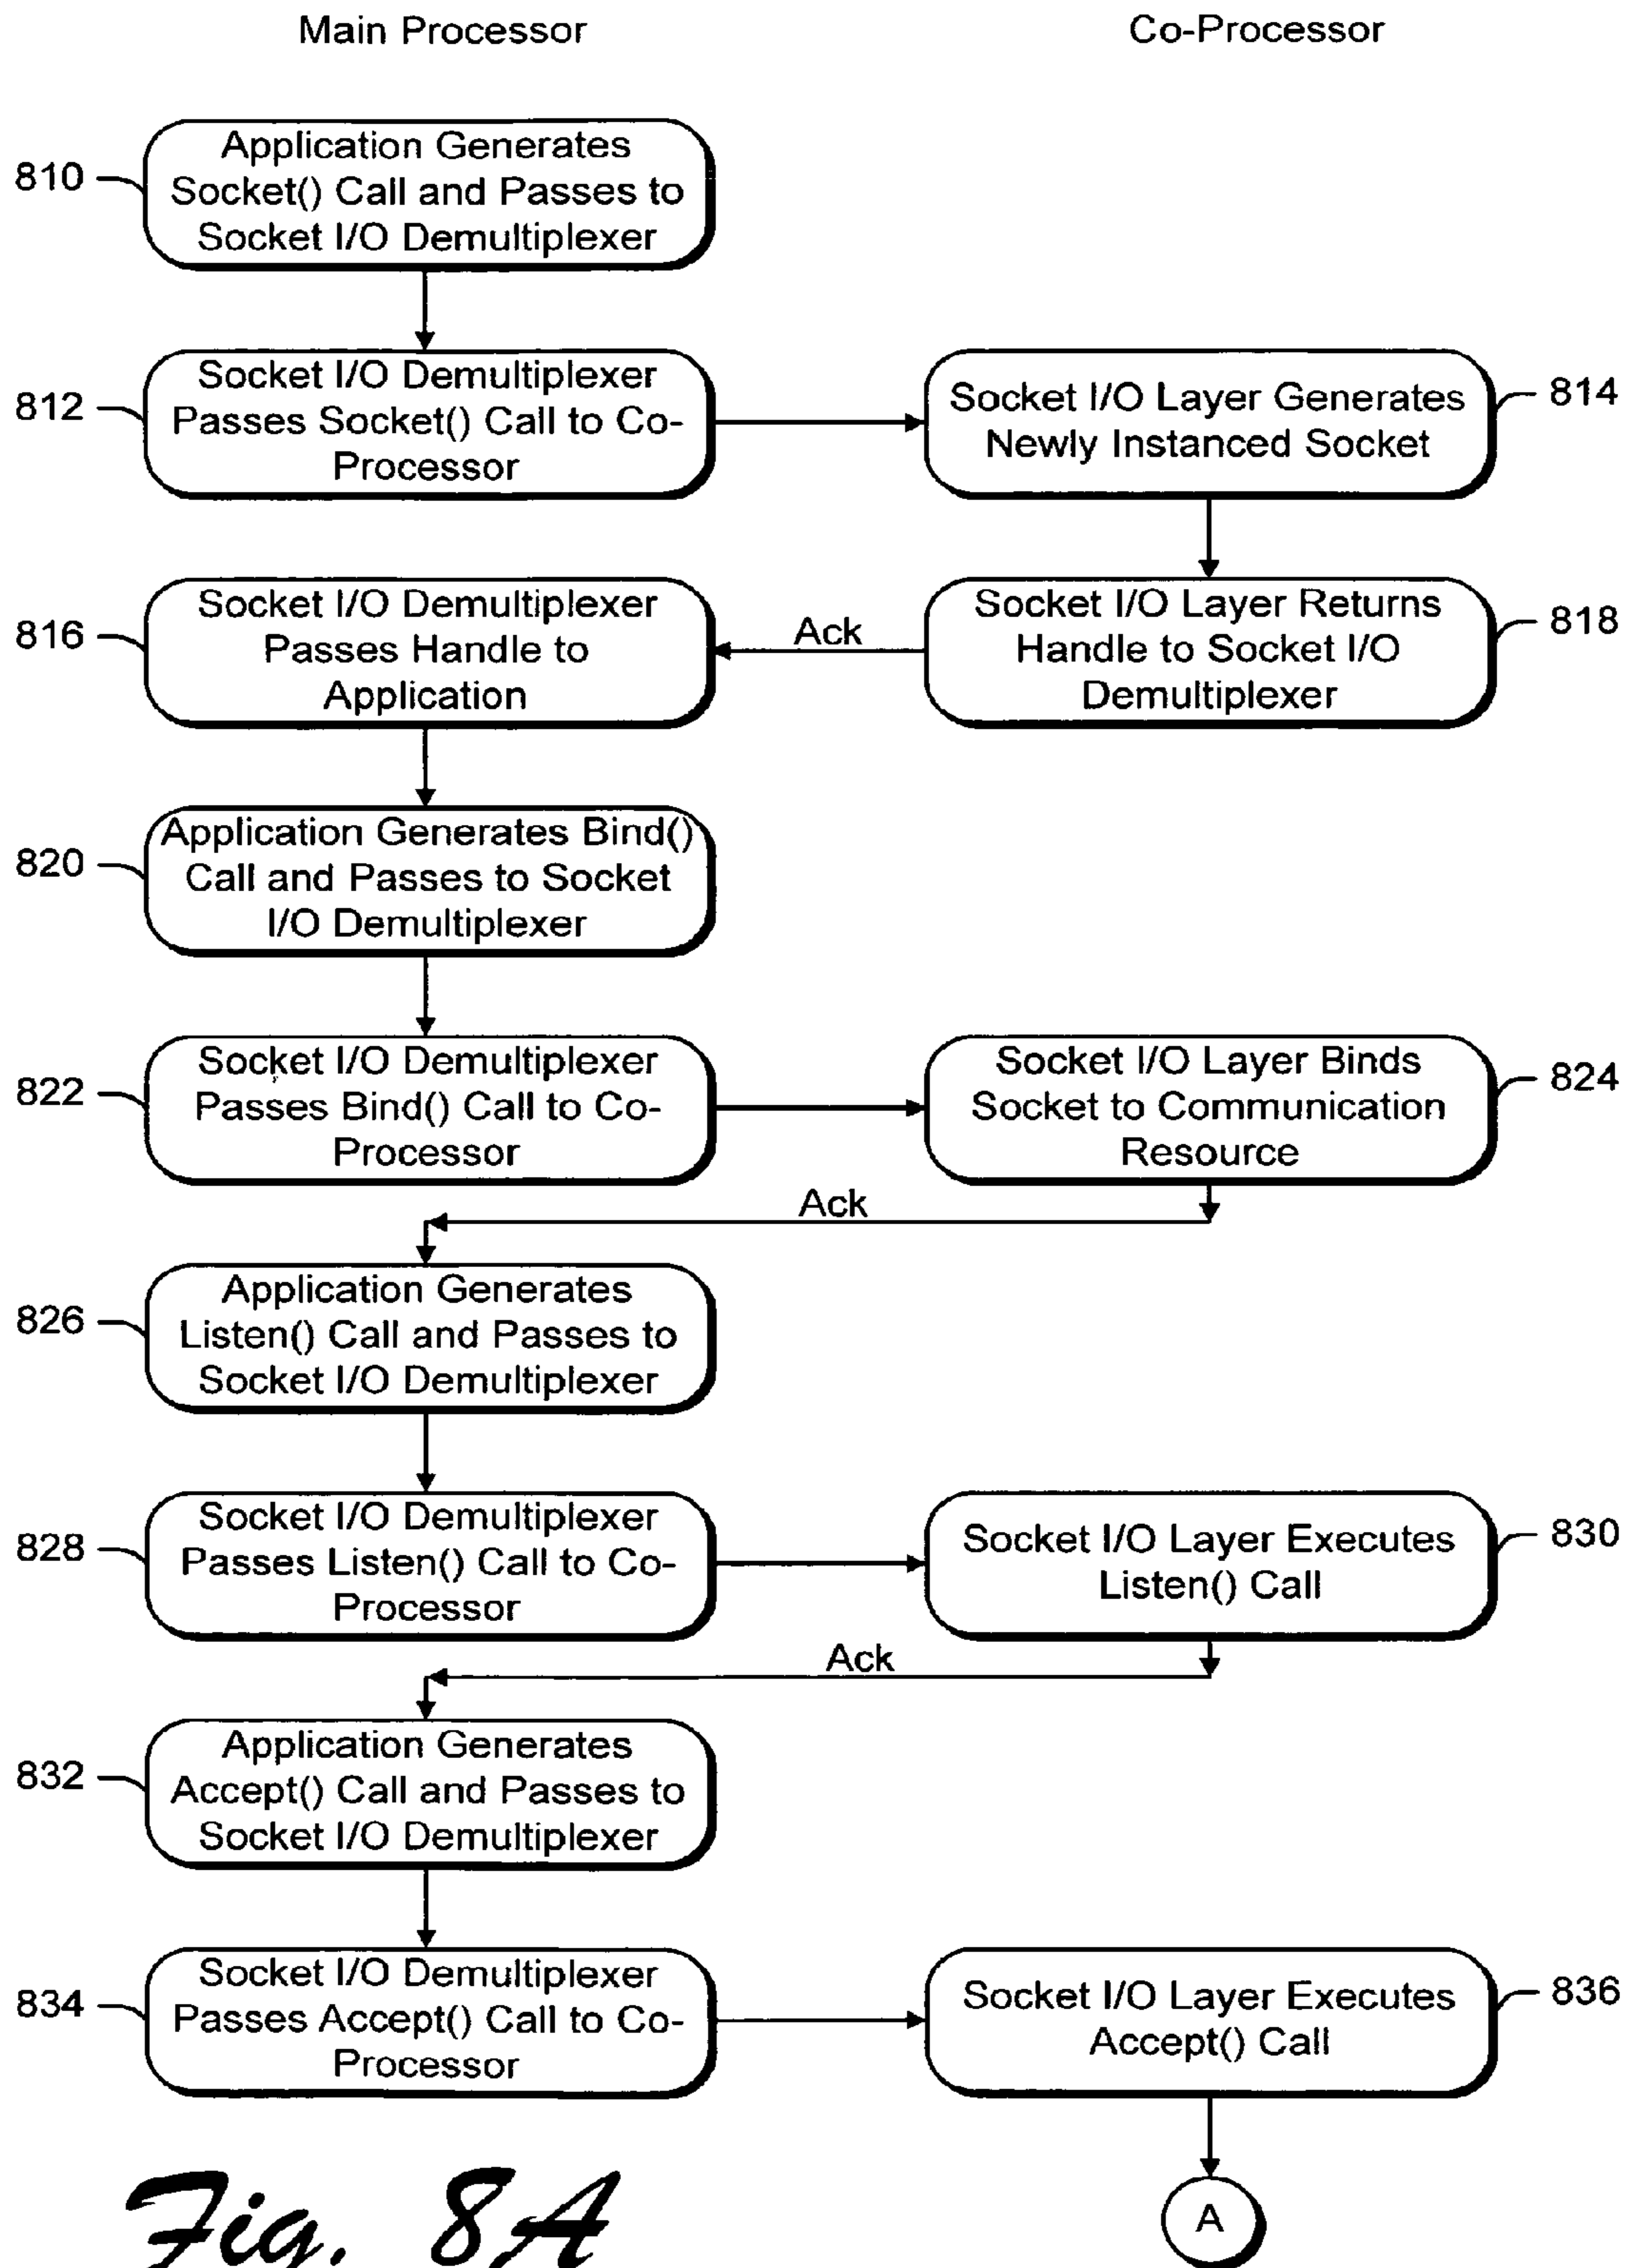 Main Processor
Co-Processor
810
Application Generates
Socket() Call and Passes to
Socket I/O Demultiplexer
812
Socket I/O Demultiplexer
Passes Socket() Call to Co-
Processor
Socket I/O Layer Generates
Newly Instanced Socket
814
816
Socket I/O Demultiplexer
Passes Handle to
Application
Ack
Socket I/O Layer Returns
Handle to Socket I/O
Demultiplexer
818
820
Application Generates Bind()
Call and Passes to Socket
I/O Demultiplexer
822
Socket I/O Demultiplexer
Passes Bind() Call to Co-
Processor
Socket I/O Layer Binds
Socket to Communication
Resource
824
Ack
826
Application Generates
Listen() Call and Passes to
Socket I/O Demultiplexer
828
Socket I/O Demultiplexer
Passes Listen() Call to Co-
Processor
Socket I/O Layer Executes
Listen() Call
830
Ack
832
Application Generates
Accept() Call and Passes to
Socket I/O Demultiplexer
834
Socket I/O Demultiplexer
Passes Accept() Call to Co-
Processor
Socket I/O Layer Executes
Accept() Call
836
A
Fig. 8A